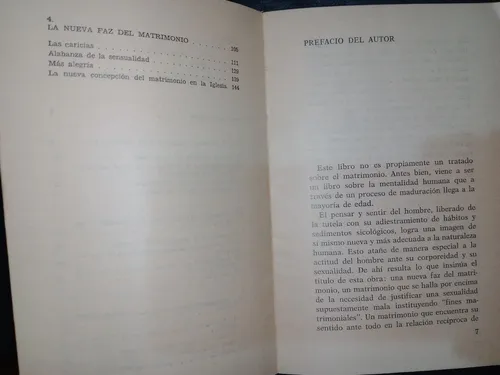 4.
LA NUEVA FAZ DEL MATRIMONIO . . . . . . 105
Las caricias . . . . . . . . . . . . . . .
Alabanza de la sexualidad . . . . . . . . . . . 111
Más alegría . . . . . . . . . . . . . . . 129
La nueva concepción del matrimonio en la Iglesia 144
PREFACIO DEL AUTOR
Este libro no es propiamente un tratado
sobre el matrimonio. Antes bien, viene a ser
un libro sobre la mentalidad humana que a
través de un proceso de maduración llega a la
mayoría de edad.
El pensar y sentir del hombre, liberado de
la tutela con su adiestramiento de hábitos y
sedimentos sicológicos, logra una imagen de
sí mismo nueva y más adecuada a la naturaleza
humana. Esto atañe de manera especial a la
actitud del hombre ante su corporeidad y su
sexualidad. De ahí resulta lo que insinúa el
título de esta obra: una nueva faz del matri-
monio, un matrimonio que se halla por encima
de la necesidad de justificar una sexualidad
supuestamente mala instituyendo "fines ma-
trimoniales". Un matrimonio que encuentra su
sentido ante todo en la relación recíproca de
7